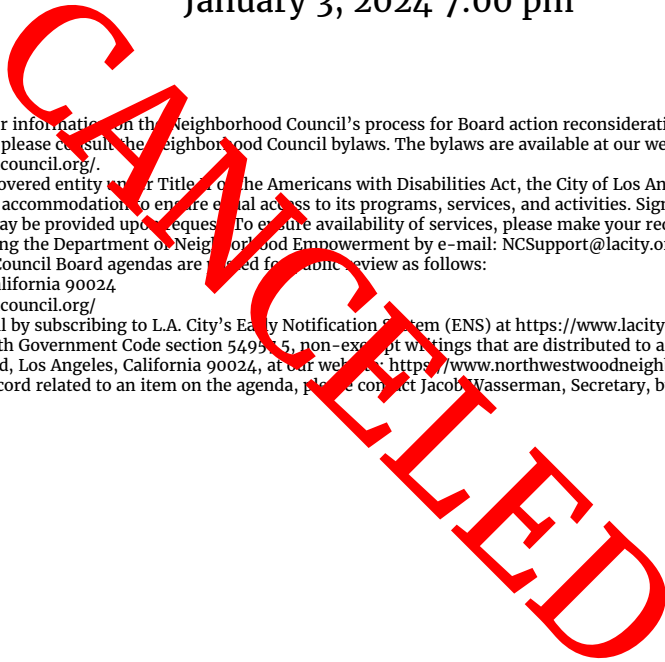 January 3, 2024 7:00 pm
r information on the Neighborhood Council's process for Board action reconsiderati
please consult the Neighborhood Council bylaws. The bylaws are available at our we
council.org/.
overed entity under Title II of the Americans with Disabilities Act, the City of Los An
accommodation to ensure equal access to its programs, services, and activities. Sign
ay be provided upon request. To ensure availability of services, please make your req
ing the Department of Neighborhood Empowerment by e-mail: NCSupport@lacity.or
Council Board agendas are posted for public review as follows:
alifornia 90024
council.org/
l by subscribing to L.A. City's Early Notification System (ENS) at https://www.lacity
th Government Code section 54957.5, non-exempt writings that are distributed to a
d, Los Angeles, California 90024, at our website: https://www.northwestwoodneighb
cord related to an item on the agenda, please contact Jacob Wasserman, Secretary, b
CANCELED